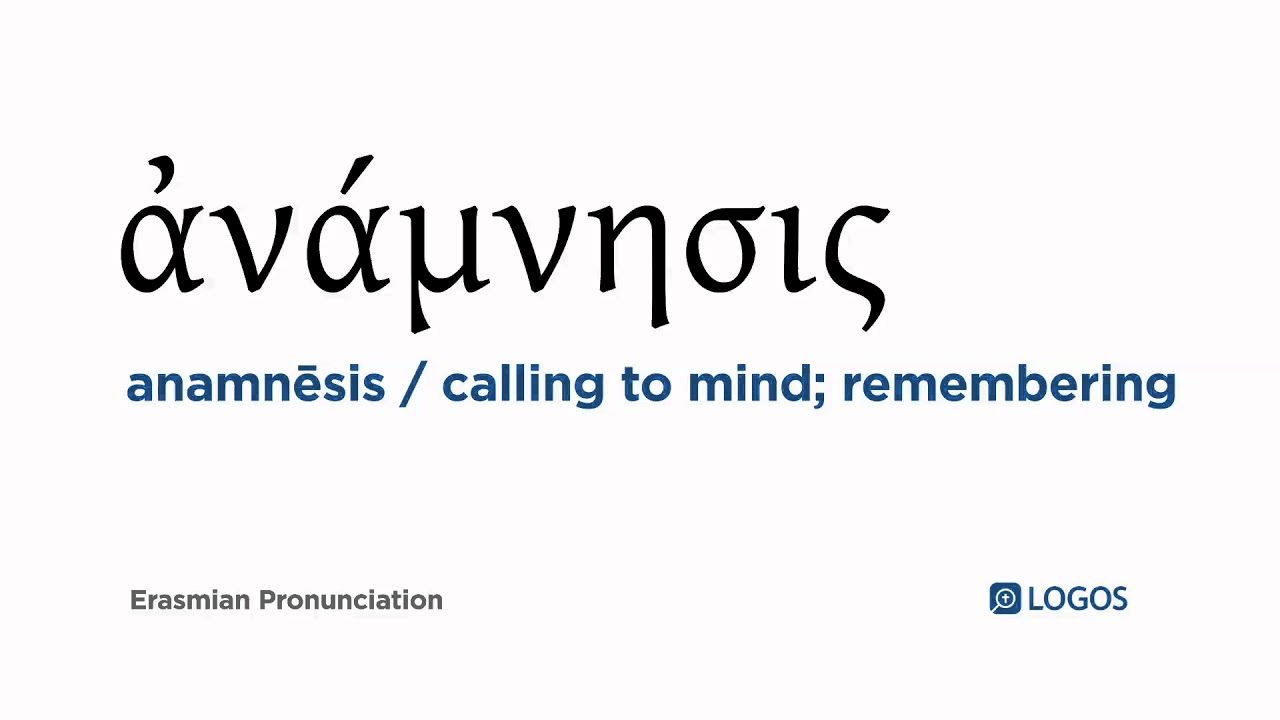 ἀνάμνησις
anamnēsis / calling to mind; remembering
Erasmian Pronunciation
LOGOS